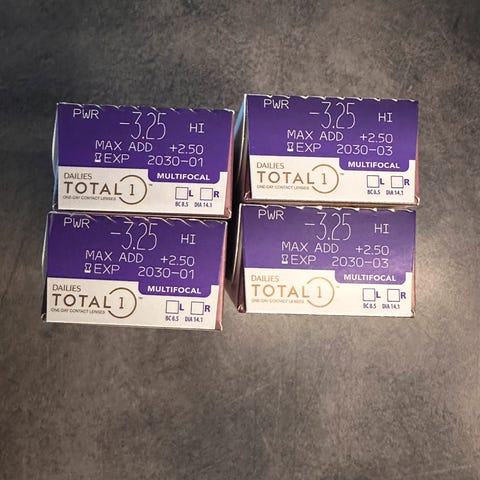 PWR -3.25 HI
MAX ADD +2.50
EXP 2030-01
MULTIFOCAL
DAILIES
TOTAL 1™
ONE-DAY CONTACT LENSES
L R
BC 8.5 DIA 14.1
PWR -3.25 HI
MAX ADD +2.50
EXP 2030-03
MULTIFOCAL
DAILIES
TOTAL 1™
ONE-DAY CONTACT LENSES
L R
BC 8.5 DIA 14.1
PWR -3.25 HI
MAX ADD +2.50
EXP 2030-01
MULTIFOCAL
DAILIES
TOTAL 1™
ONE-DAY CONTACT LENSES
L R
BC 8.5 DIA 14.1
PWR -3.25 HI
MAX ADD +2.50
EXP 2030-03
MULTIFOCAL
DAILIES
TOTAL 1™
ONE-DAY CONTACT LENSES
L R
BC 8.5 DIA 14.1